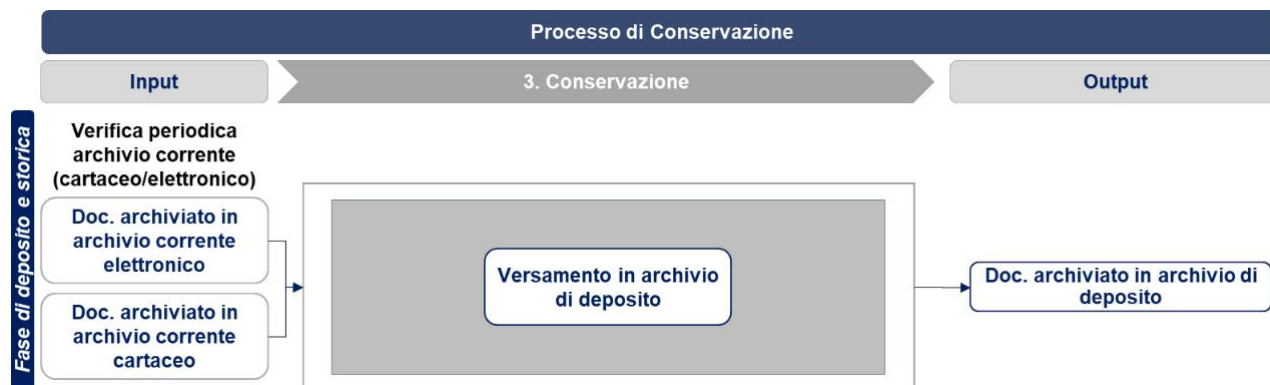 Processo di Conservazione
Input
3. Conservazione
Output
Fase di deposito e storica
Verifica periodica
archivio corrente
(cartaceo/elettronico)
Doc. archiviato in
archivio corrente
elettronico
Doc. archiviato in
archivio corrente
cartaceo
Versamento in archivio
di deposito
Doc. archiviato in archivio di
deposito